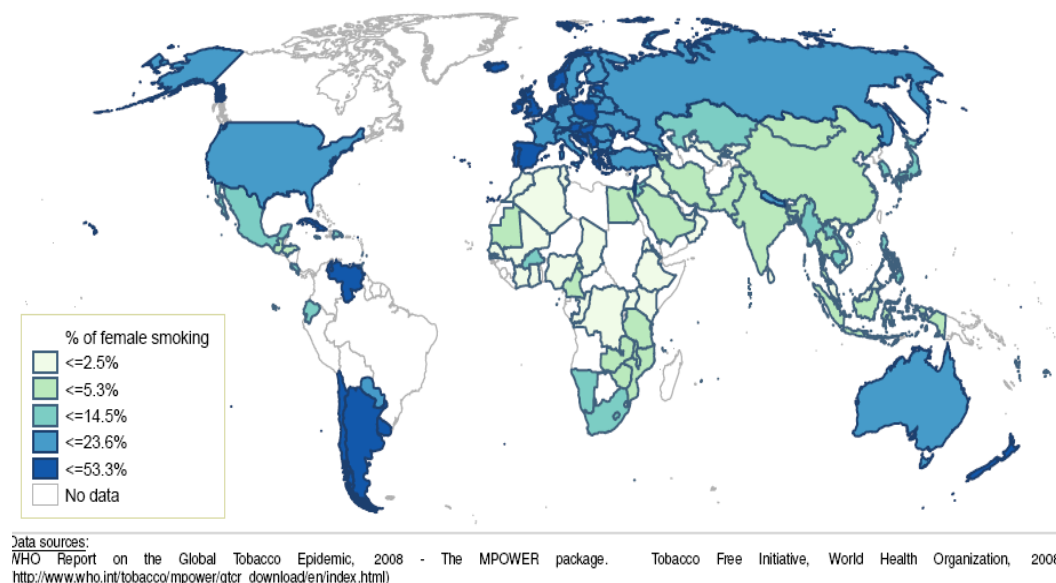 % of female smoking
<=2.5%
<=5.3%
<=14.5%
<=23.6%
<=53.3%
No data
Data sources:
WHO Report on the Global Tobacco Epidemic, 2008 - The MPOWER package. Tobacco Free Initiative, World Health Organization, 2008
(http://www.who.int/tobacco/mpower/gtcr_download/en/index.html)